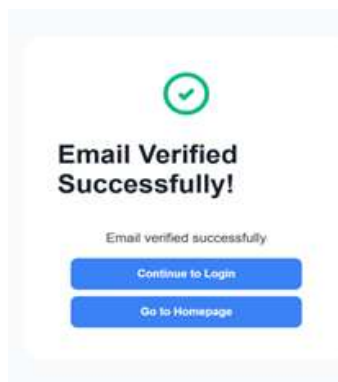 Email Verified
Successfully!
Email verified successfully
Continue to Login
Go to Homepage